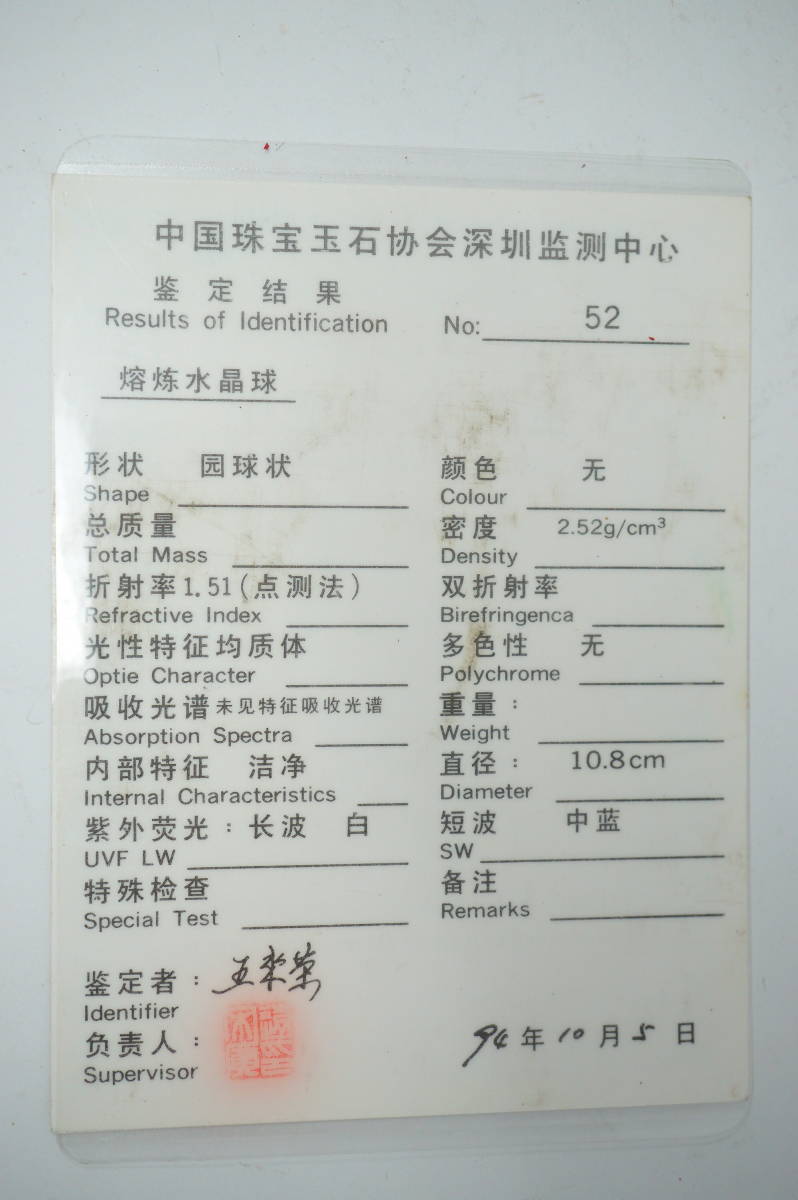 中国珠宝玉石协会深圳监测中心
鉴定结果
Results of Identification No: 52
熔炼水晶球
形状 园球状 颜色 无
Shape Colour
总质量 密度 2.52g/cm³
Total Mass Density
折射率1.51(点测法) 双折射率
Refractive Index Birefringenca
光性特征均质体 多色性 无
Optie Character Polychrome
吸收光谱未见特征吸收光谱 重量:
Absorption Spectra Weight
内部特征 洁净 直径: 10.8cm
Internal Characteristics Diameter
紫外荧光:长波 白 短波 中蓝
UVF LW SW
特殊检查 备注
Special Test Remarks
鉴定者:
Identifier
负责人:
Supervisor
94年10月5日